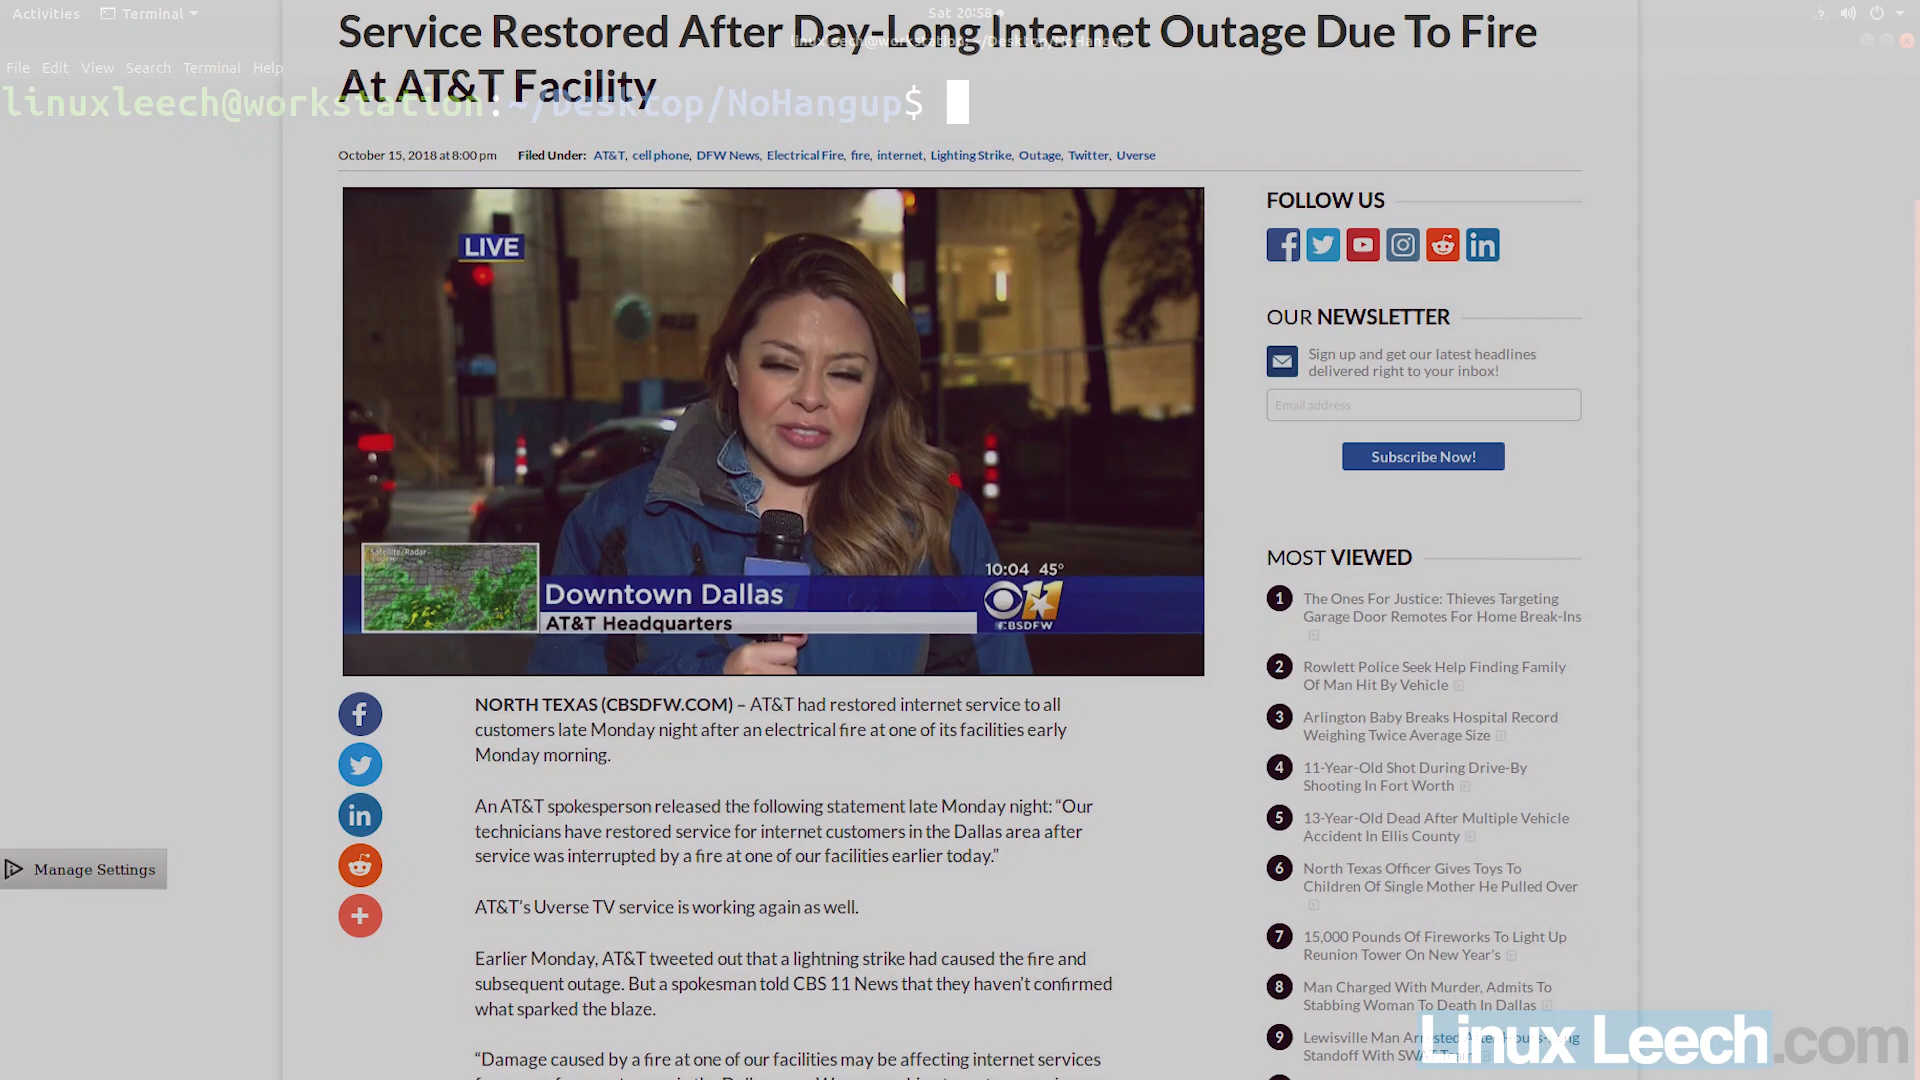 Activities
Terminal
Sat 20:58
Service Restored After Day-Long Internet Outage Due To Fire
linuxleech@workstation: ~/Desktop/NoHangup
File Edit View Search Terminal Help
At AT&T Facility
linuxleech@workstation:~/Desktop/NoHangup$
October 15, 2018 at 8:00 pm
Filed Under: AT&T, cell phone, DFW News, Electrical Fire, fire, internet, Lighting Strike, Outage, Twitter, Uverse
LIVE
Satellite/Radar
10:04 45°
Downtown Dallas
AT&T Headquarters
11
CBSDFW
NORTH TEXAS (CBSDFW.COM) – AT&T had restored internet service to all
customers late Monday night after an electrical fire at one of its facilities early
Monday morning.
An AT&T spokesperson released the following statement late Monday night: “Our
technicians have restored service for internet customers in the Dallas area after
service was interrupted by a fire at one of our facilities earlier today.”
AT&T’s Uverse TV service is working again as well.
Earlier Monday, AT&T tweeted out that a lightning strike had caused the fire and
subsequent outage. But a spokesman told CBS 11 News that they haven’t confirmed
what sparked the blaze.
“Damage caused by a fire at one of our facilities may be affecting internet services
Manage Settings
FOLLOW US
OUR NEWSLETTER
Sign up and get our latest headlines
delivered right to your inbox!
Email address
Subscribe Now!
MOST VIEWED
1 The Ones For Justice: Thieves Targeting
Garage Door Remotes For Home Break-Ins
2 Rowlett Police Seek Help Finding Family
Of Man Hit By Vehicle
3 Arlington Baby Breaks Hospital Record
Weighing Twice Average Size
4 11-Year-Old Shot During Drive-By
Shooting In Fort Worth
5 13-Year-Old Dead After Multiple Vehicle
Accident In Ellis County
6 North Texas Officer Gives Toys To
Children Of Single Mother He Pulled Over
7 15,000 Pounds Of Fireworks To Light Up
Reunion Tower On New Year’s
8 Man Charged With Murder, Admits To
Stabbing Woman To Death In Dallas
9 Lewisville Man Arrested After Hours-Long
Standoff With SWAT Team
Linux Leech.com